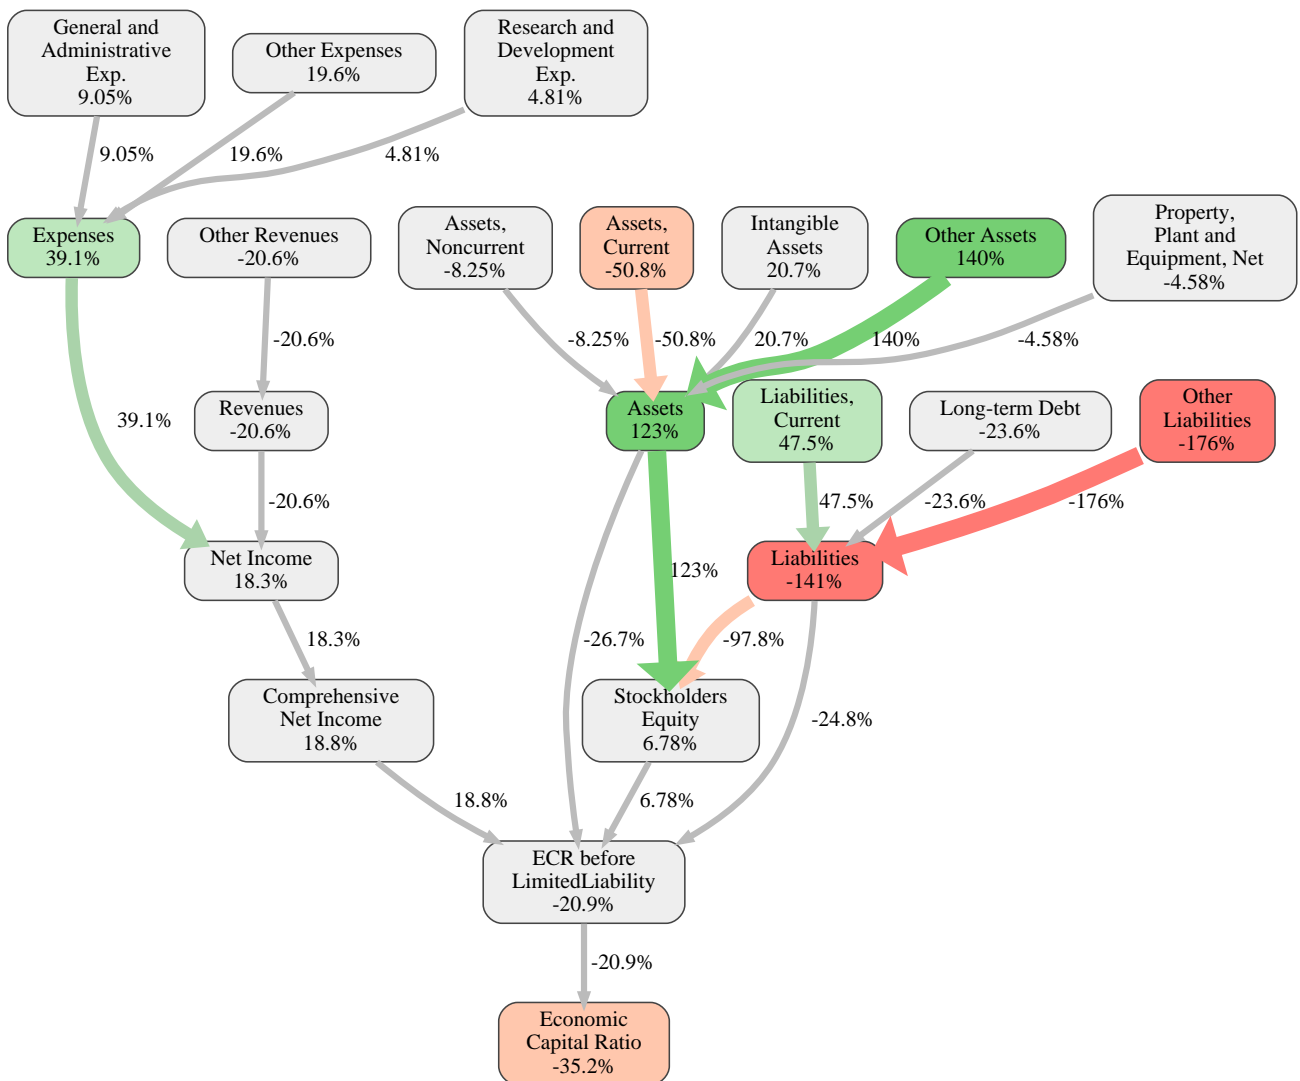 General and
Administrative
Exp.
9.05%
Other Expenses
19.6%
Research and
Development
Exp.
4.81%
9.05%
19.6%
4.81%
Expenses
39.1%
Other Revenues
-20.6%
Assets,
Noncurrent
-8.25%
Assets,
Current
-50.8%
Intangible
Assets
20.7%
Other Assets
140%
Property,
Plant and
Equipment, Net
-4.58%
-20.6%
-8.25%
-50.8%
20.7%
140%
-4.58%
39.1%
Revenues
-20.6%
Assets
123%
Liabilities,
Current
47.5%
Long-term Debt
-23.6%
Other
Liabilities
-176%
-20.6%
47.5%
-23.6%
-176%
Net Income
18.3%
123%
Liabilities
-141%
18.3%
-26.7%
-97.8%
Comprehensive
Net Income
18.8%
Stockholders
Equity
6.78%
-24.8%
18.8%
6.78%
ECR before
LimitedLiability
-20.9%
-20.9%
Economic
Capital Ratio
-35.2%